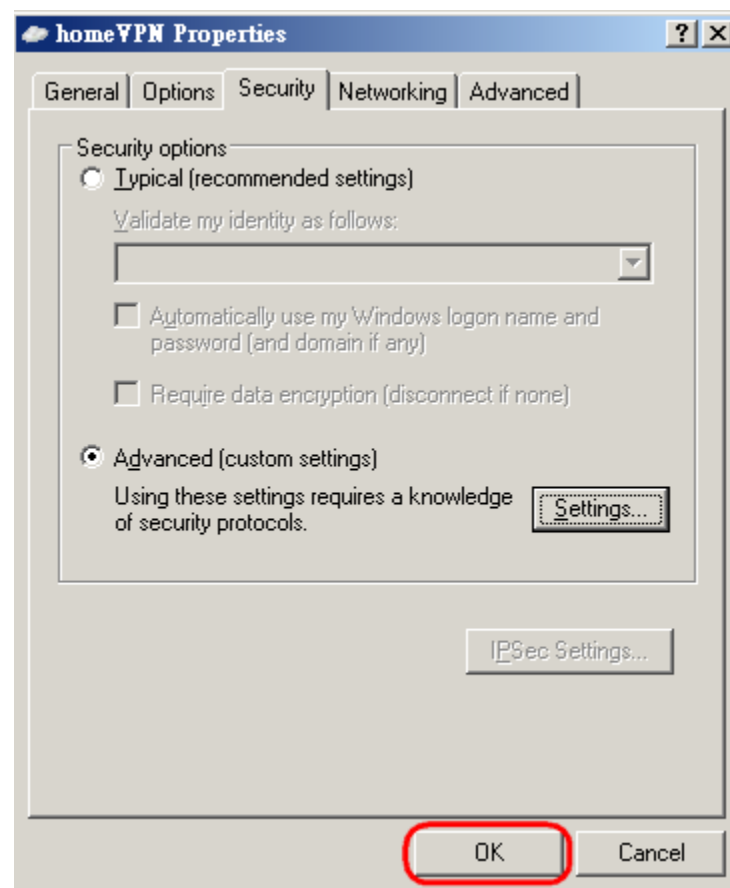 homeVPN Properties
General Options Security Networking Advanced
Security options
Typical (recommended settings)
Validate my identity as follows:
Automatically use my Windows logon name and
password (and domain if any)
Require data encryption (disconnect if none)
Advanced (custom settings)
Using these settings requires a knowledge
of security protocols.
Settings...
IPSec Settings...
OK Cancel